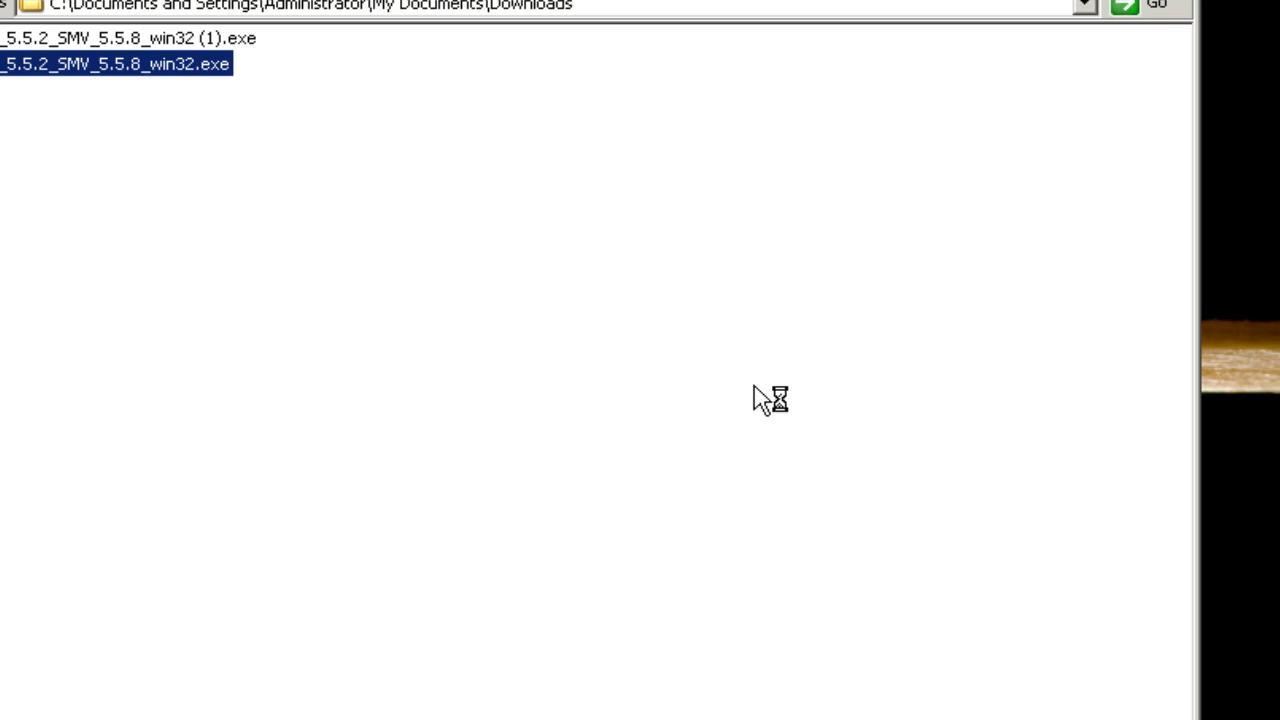 C:\Documents and Settings\Administrator\My Documents\Downloads
Go
_5.5.2_SMV_5.5.8_win32 (1).exe
_5.5.2_SMV_5.5.8_win32.exe